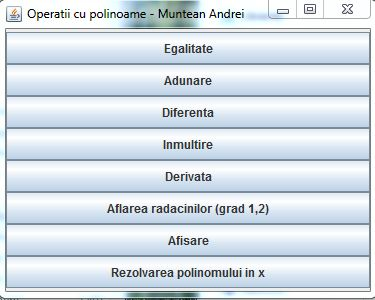 Operatii cu polinoame - Muntean Andrei
Egalitate
Adunare
Diferenta
Inmultire
Derivata
Aflarea radacinilor (grad 1,2)
Afisare
Rezolvarea polinomului in x